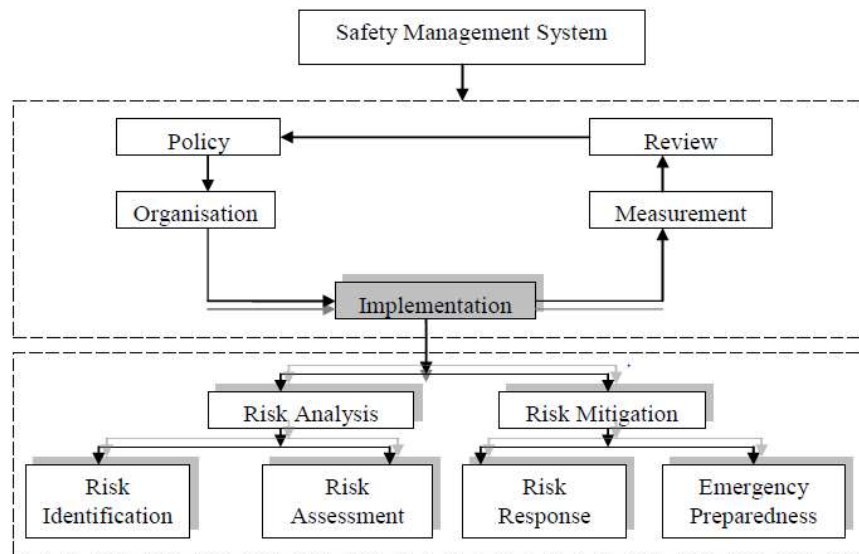 Safety Management System
Policy
Review
Organisation
Measurement
Implementation
Risk Analysis
Risk Mitigation
Risk
Identification
Risk
Assessment
Risk
Response
Emergency
Preparedness